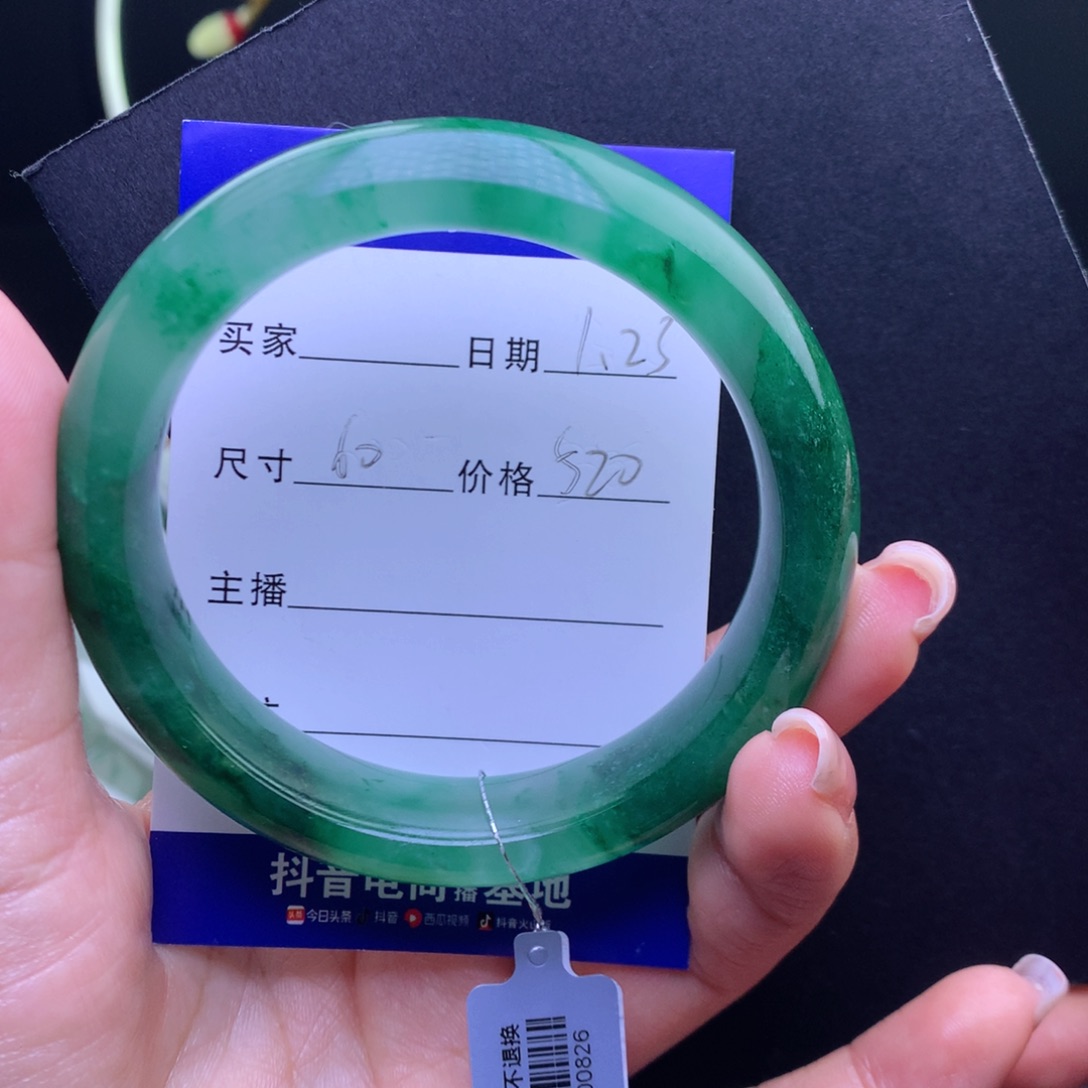 买家 日期 1.23
尺寸 60 价格 520
主播
抖音电商直播基地
今日头条 抖音 西瓜视频 抖音火山版
不退换
00826